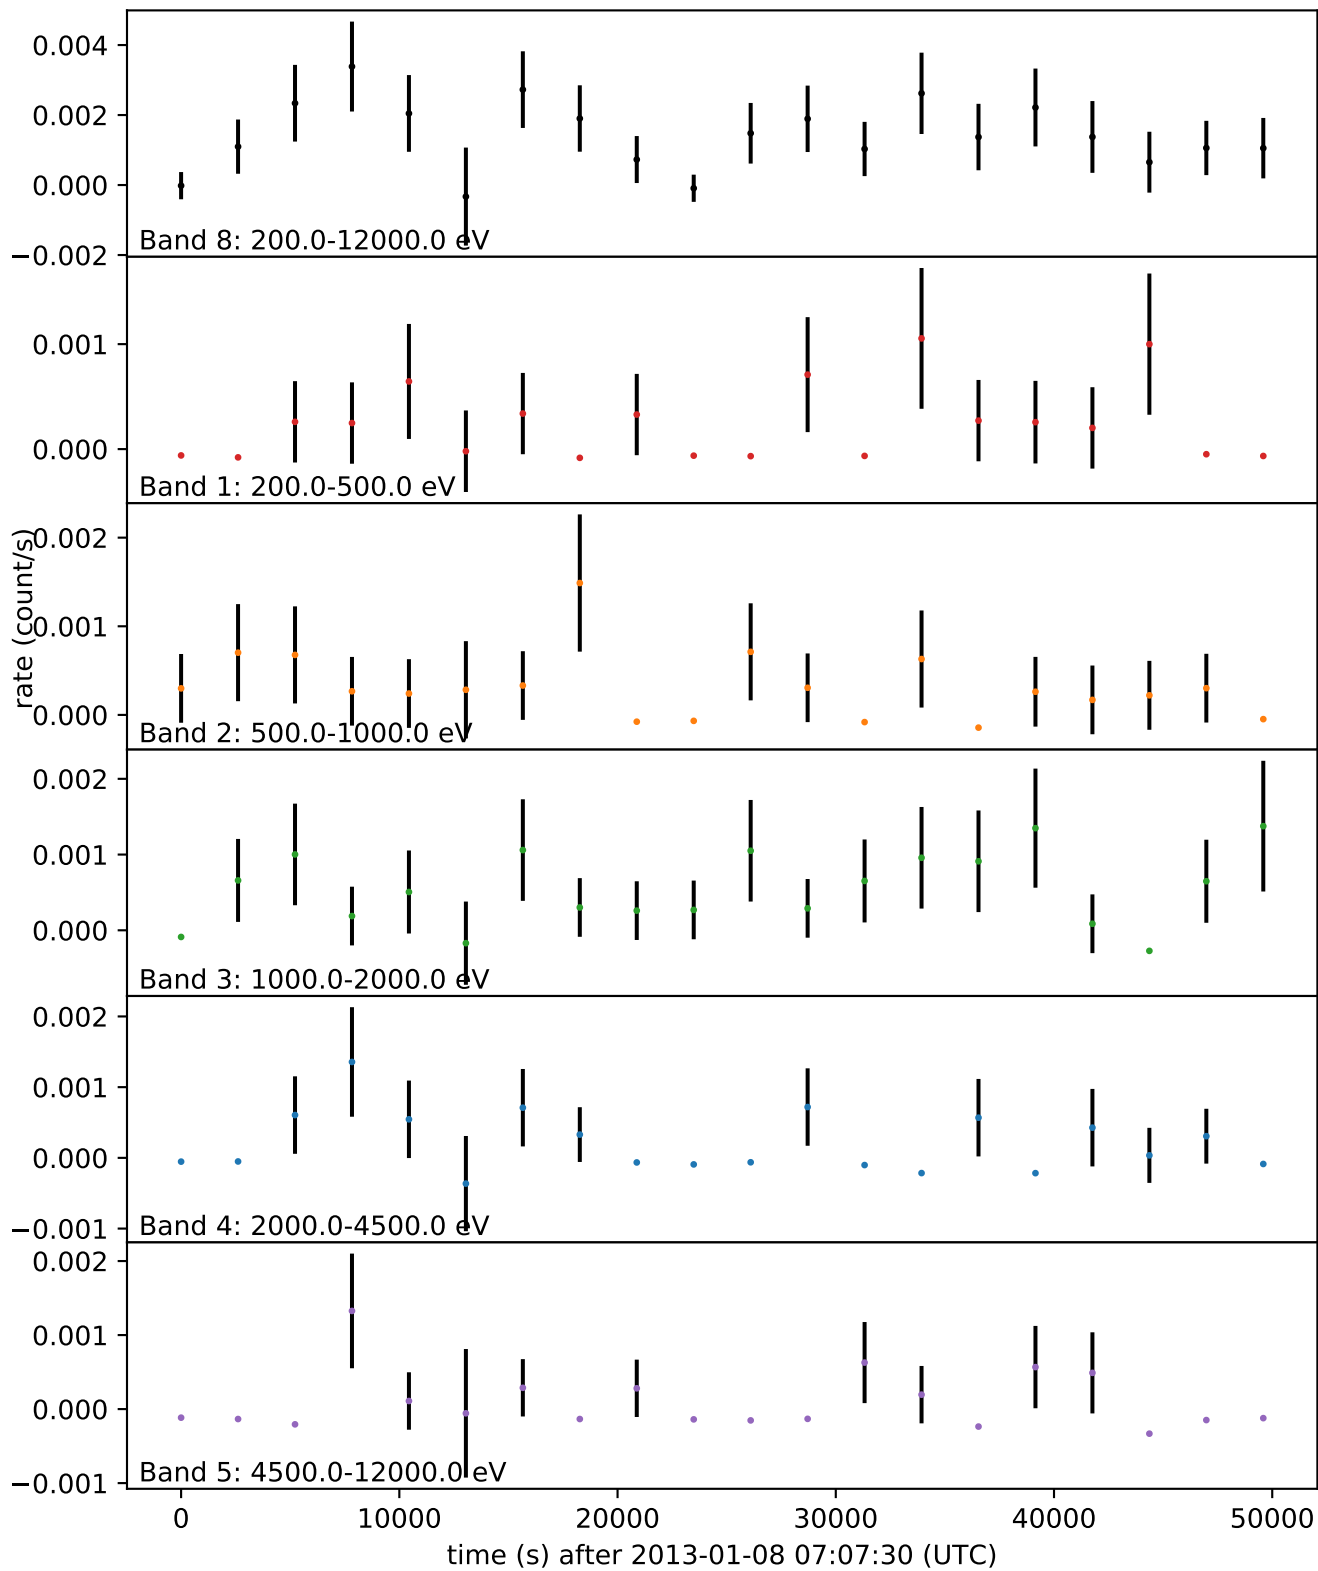 0.004
0.002
0.000
−0.002
Band 8: 200.0-12000.0 eV
0.001
0.000
Band 1: 200.0-500.0 eV
rate (count/s)
0.002
0.001
0.000
Band 2: 500.0-1000.0 eV
0.002
0.001
0.000
Band 3: 1000.0-2000.0 eV
0.002
0.001
0.000
−0.001
Band 4: 2000.0-4500.0 eV
0.002
0.001
0.000
−0.001
Band 5: 4500.0-12000.0 eV
0 10000 20000 30000 40000 50000
time (s) after 2013-01-08 07:07:30 (UTC)